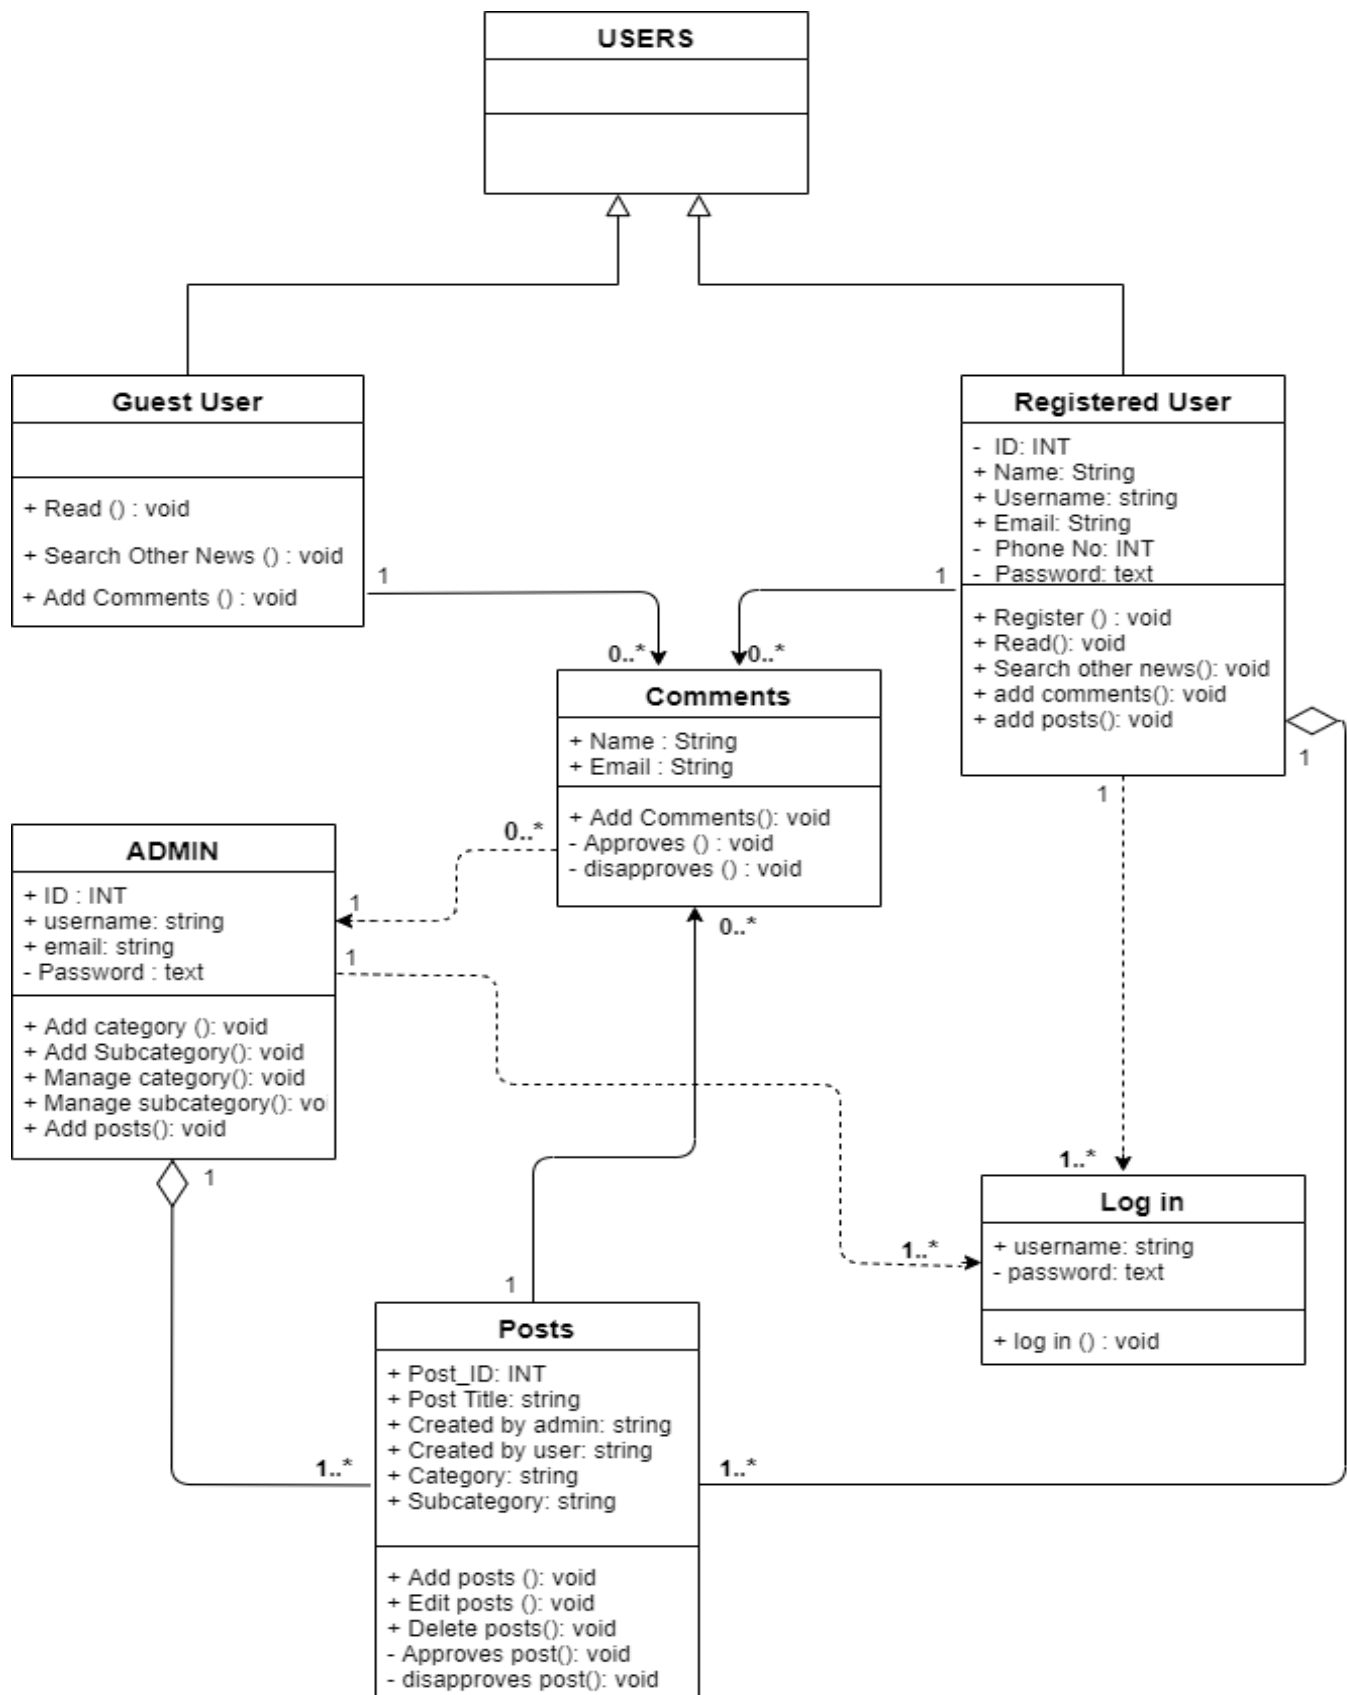 USERS
Guest User
+ Read () : void
+ Search Other News () : void
+ Add Comments () : void
1
0..*
Registered User
- ID: INT
+ Name: String
+ Username: string
+ Email: String
- Phone No: INT
- Password: text
+ Register () : void
+ Read(): void
+ Search other news(): void
+ add comments(): void
+ add posts(): void
1
0..*
1
1
Comments
+ Name : String
+ Email : String
+ Add Comments(): void
- Approves () : void
- disapproves () : void
0..*
0..*
ADMIN
+ ID : INT
+ username: string
+ email: string
- Password : text
+ Add category (): void
+ Add Subcategory(): void
+ Manage category(): void
+ Manage subcategory(): voi
+ Add posts(): void
1
1
1
1..*
1..*
Log in
+ username: string
- password: text
+ log in () : void
1
Posts
+ Post_ID: INT
+ Post Title: string
+ Created by admin: string
+ Created by user: string
+ Category: string
+ Subcategory: string
+ Add posts (): void
+ Edit posts (): void
+ Delete posts(): void
- Approves post(): void
- disapproves post(): void
1..*
1..*